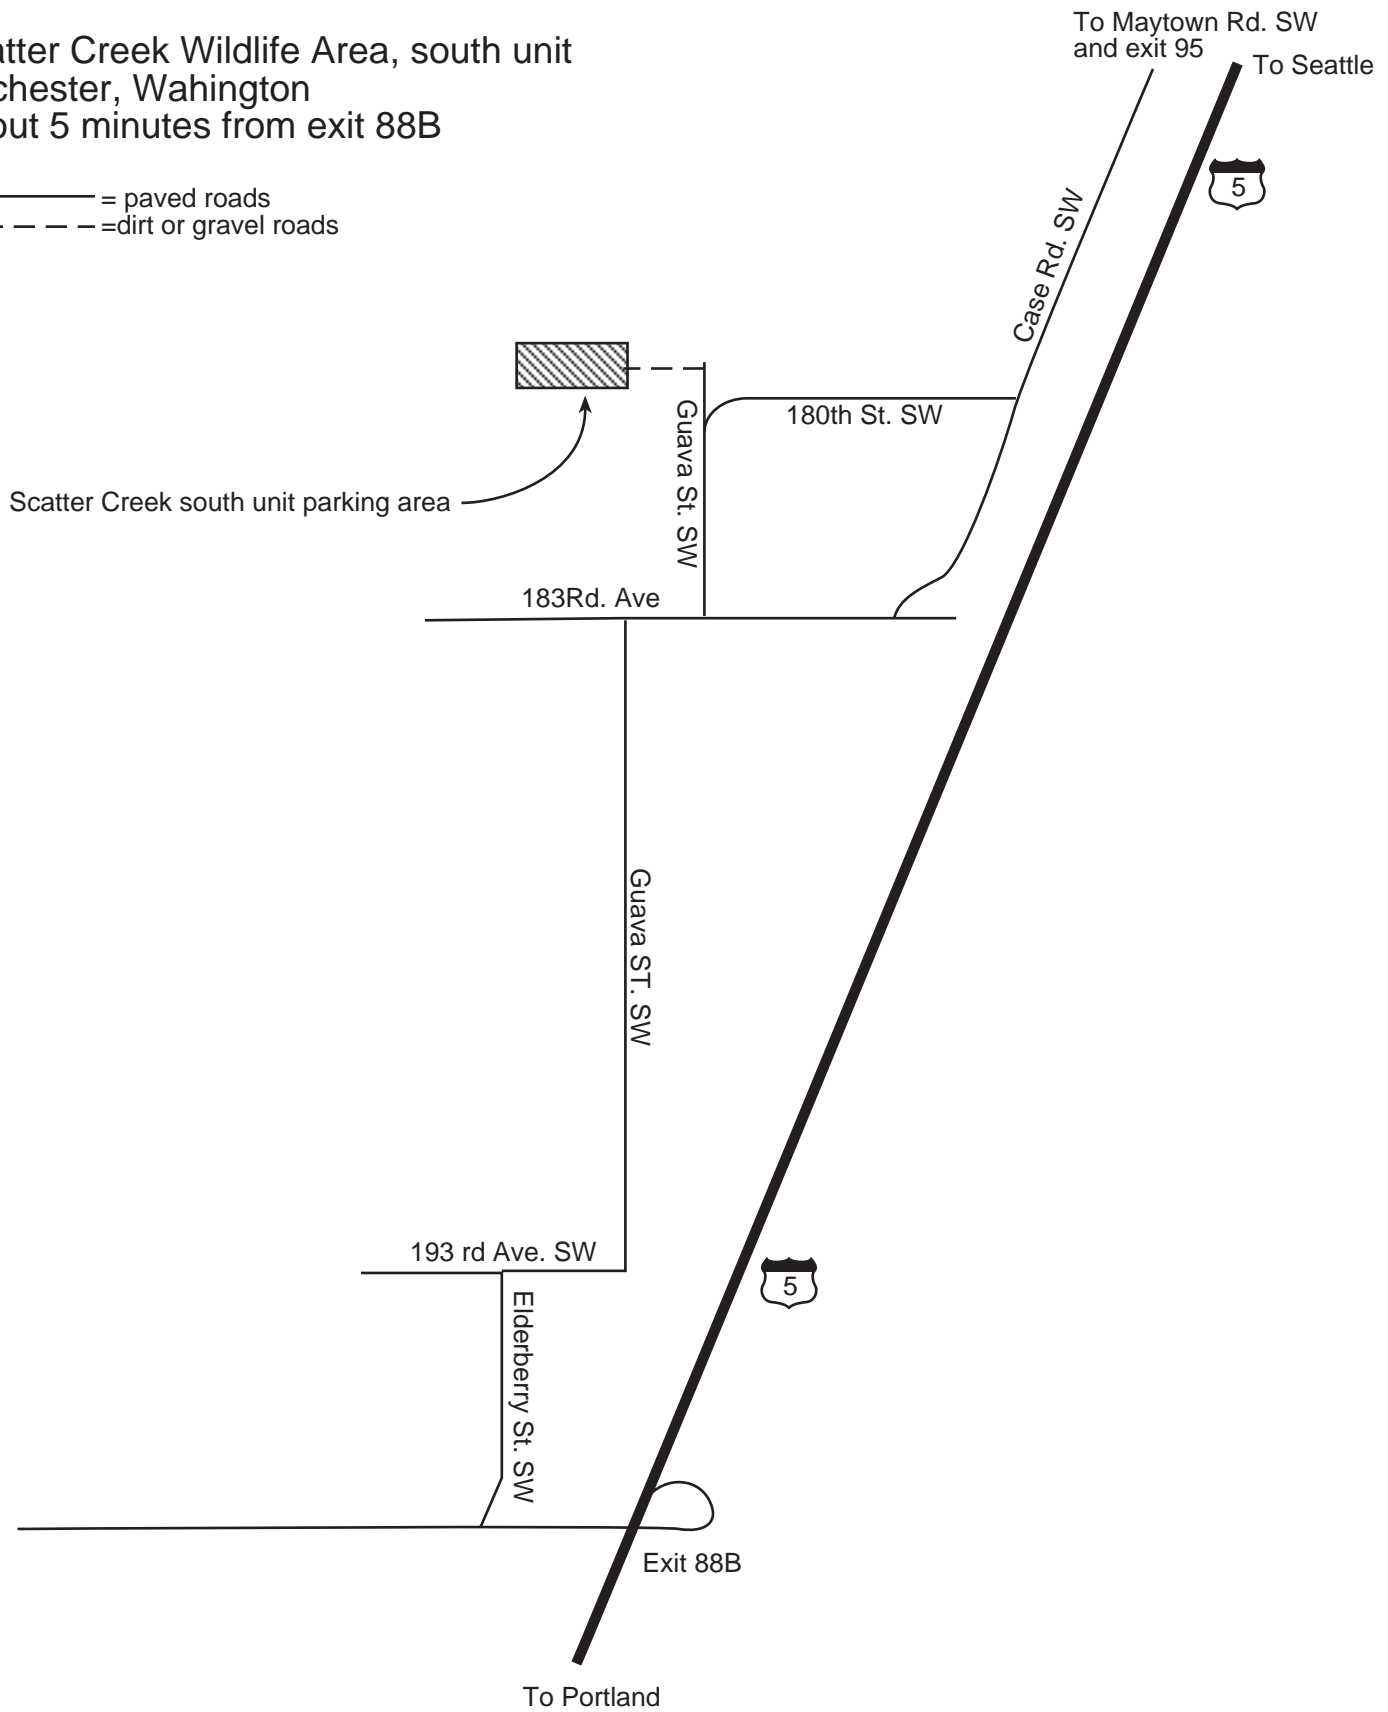 To Maytown Rd. SW
and exit 95
To Seattle
atter Creek Wildlife Area, south unit
chester, Wahington
out 5 minutes from exit 88B
= paved roads
=dirt or gravel roads
5
Case Rd. SW
180th St. SW
Guava St. SW
Scatter Creek south unit parking area
183Rd. Ave
Guava ST. SW
193 rd Ave. SW
5
Elderberry St. SW
Exit 88B
To Portland